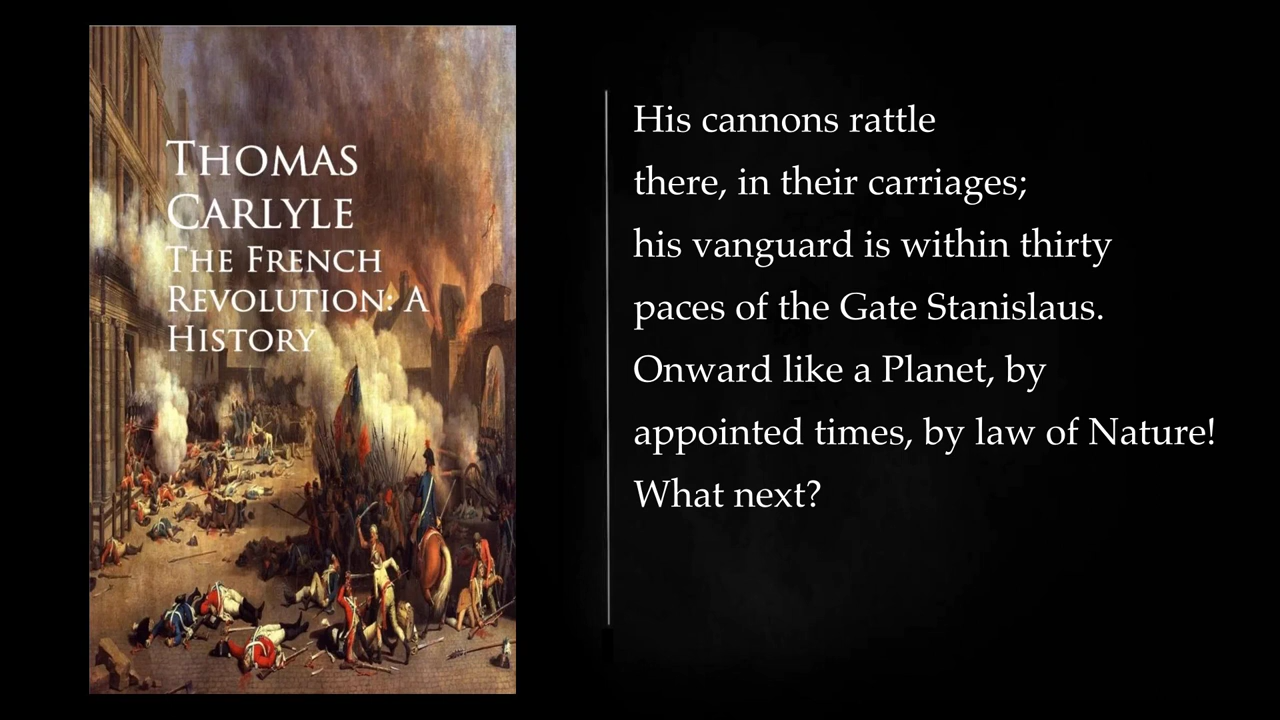 THOMAS
CARLYLE
THE FRENCH
REVOLUTION: A
HISTORY
His cannons rattle
there, in their carriages;
his vanguard is within thirty
paces of the Gate Stanislaus.
Onward like a Planet, by
appointed times, by law of Nature!
What next?